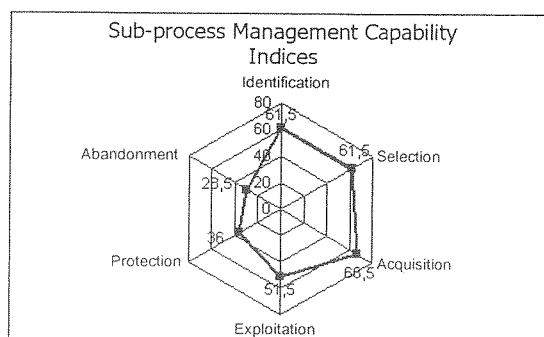 Sub-process Management Capability
Indices
Identification
80
61,5
60
61,5
Selection
40
Abandonment
28,5
20
0
36
Protection
68,5
Acquisition
51,5
Exploitation